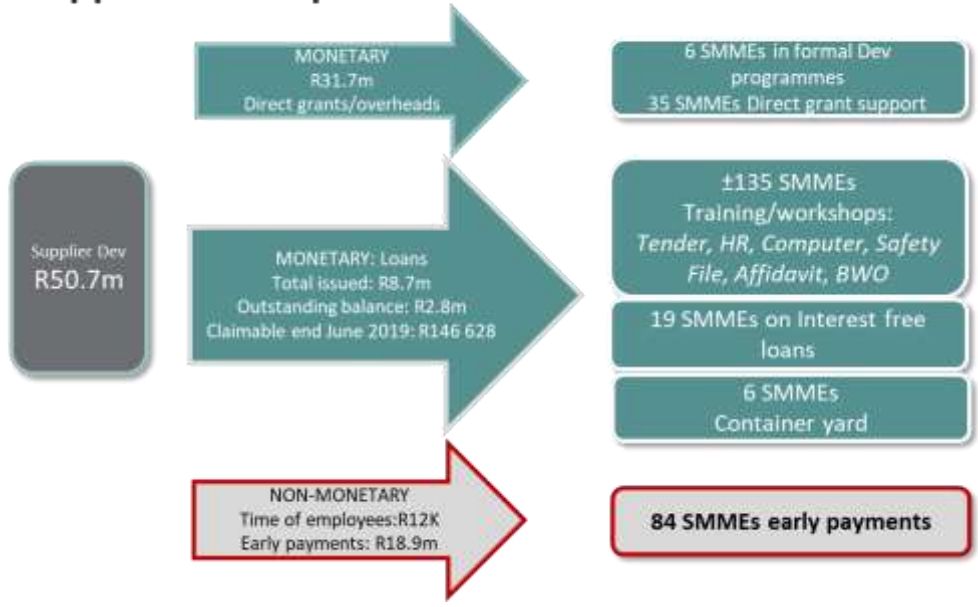 Supplier Dev
R50.7m
MONETARY
R31.7m
Direct grants/overheads
6 SMMEs in formal Dev
programmes
35 SMMEs Direct grant support
MONETARY: Loans
Total issued: R8.7m
Outstanding balance: R2.8m
Claimable end June 2019: R146 628
±135 SMMEs
Training/workshops:
Tender, HR, Computer, Safety
File, Affidavit, BWO
19 SMMEs on Interest free
loans
6 SMMEs
Container yard
NON-MONETARY
Time of employees:R12K
Early payments: R18.9m
84 SMMEs early payments